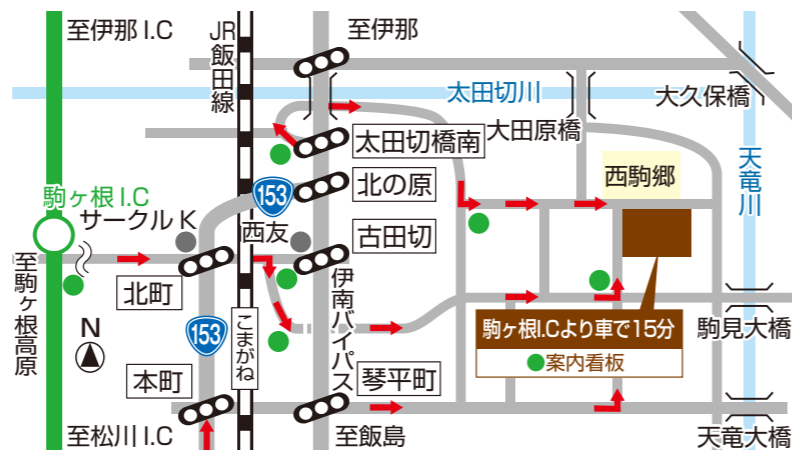 至伊那 I.C
JR飯田線
至伊那
太田切川
大久保橋
太田切橋南
大田原橋
天竜川
北の原
西駒郷
153
駒ヶ根 I.C
サークル K
西友
古田切
北町
至駒ヶ根高原
伊南バイパス
N
153
こまがね
駒ヶ根I.Cより車で15分
案内看板
駒見大橋
本町
琴平町
至松川 I.C
至飯島
天竜大橋